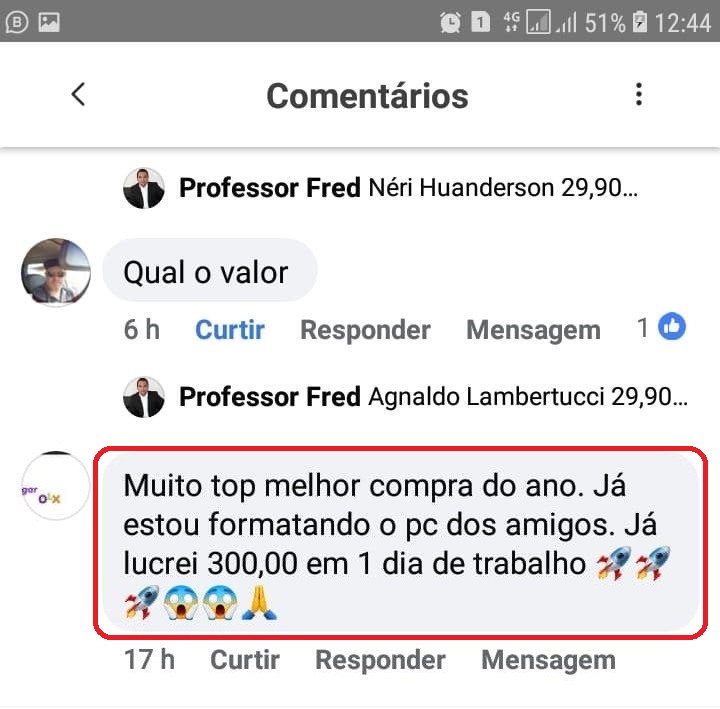 B 1 4G 51% 12:44
Comentários
Professor Fred Néri Huanderson 29,90...
Qual o valor
6 h Curtir Responder Mensagem 1
Professor Fred Agnaldo Lambertucci 29,90...
gar OLX
Muito top melhor compra do ano. Já
estou formatando o pc dos amigos. Já
lucrei 300,00 em 1 dia de trabalho 🚀🚀
🚀😱😱🙏
17 h Curtir Responder Mensagem